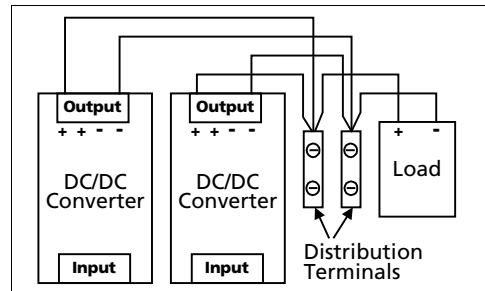 Output
+ + - -
DC/DC
Converter
Input
Output
+ + - -
DC/DC
Converter
Input
+ -
Load
Distribution
Terminals